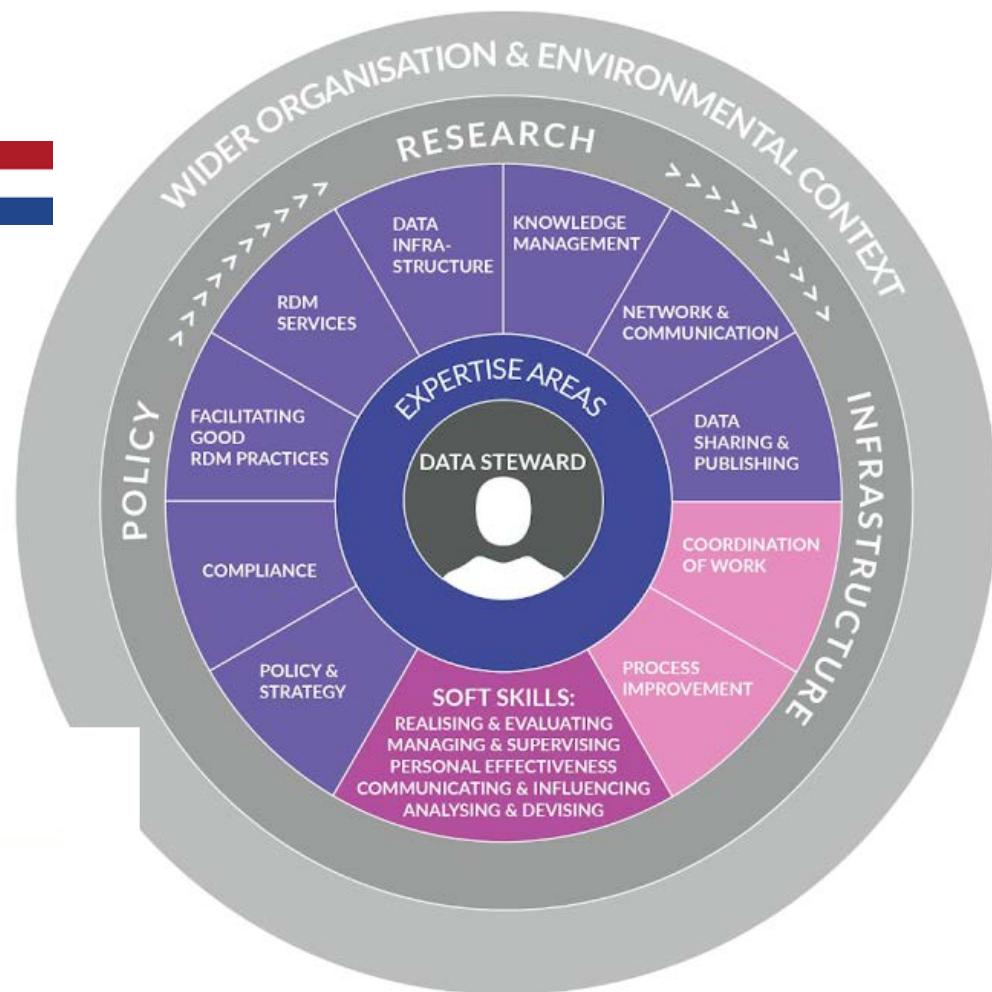 WIDER ORGANISATION & ENVIRONMENTAL CONTEXT
RESEARCH
>>>>>>>>>>
>>>>>>>>>>
POLICY
INFRASTRUCTURE
DATA
INFRA-
STRUCTURE
KNOWLEDGE
MANAGEMENT
RDM
SERVICES
NETWORK &
COMMUNICATION
FACILITATING
GOOD
RDM PRACTICES
DATA
SHARING &
PUBLISHING
EXPERTISE AREAS
DATA STEWARD
COMPLIANCE
COORDINATION
OF WORK
POLICY &
STRATEGY
PROCESS
IMPROVEMENT
SOFT SKILLS:
REALISING & EVALUATING
MANAGING & SUPERVISING
PERSONAL EFFECTIVENESS
COMMUNICATING & INFLUENCING
ANALYSING & DEVISING